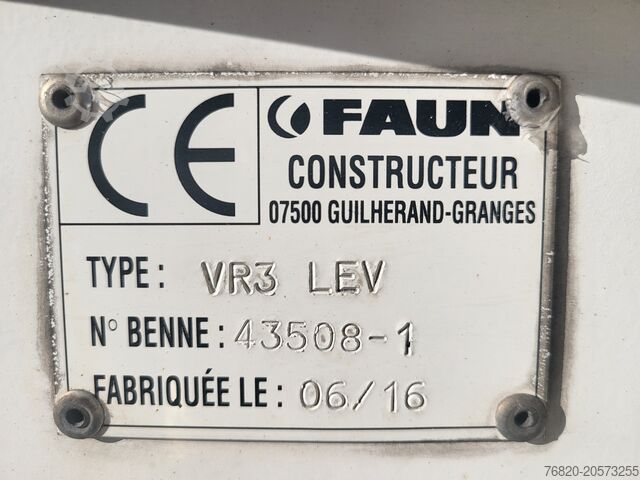 CE
FAUN
CONSTRUCTEUR
07500 GUILHERAND-GRANGES
TYPE : VR3 LEV
N° BENNE : 43508-1
FABRIQUÉE LE : 06/16
76820-20573255